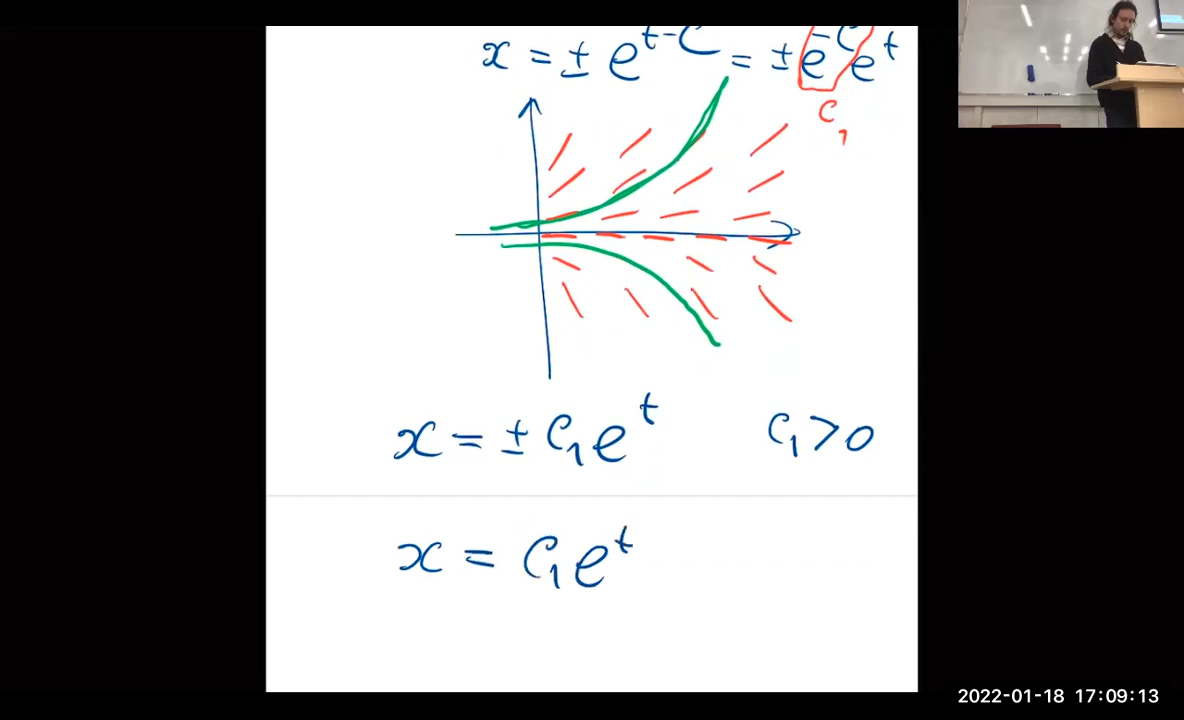 x = ± e^{t-C} = ± e^{-C} e^t
C_1
x = ± C_1 e^t C_1 > 0
x = C_1 e^t
2022-01-18 17:09:13